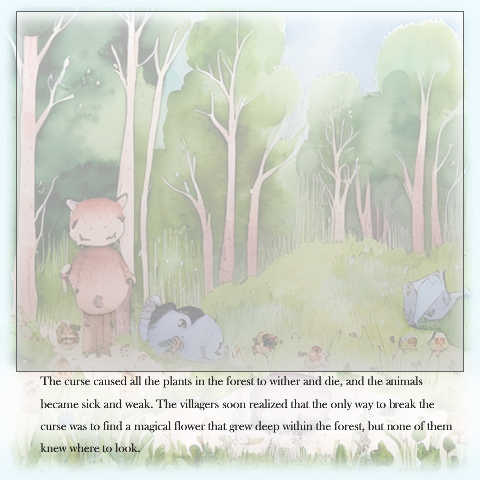 The curse caused all the plants in the forest to wither and die, and the animals
became sick and weak. The villagers soon realized that the only way to break the
curse was to find a magical flower that grew deep within the forest, but none of them
knew where to look.